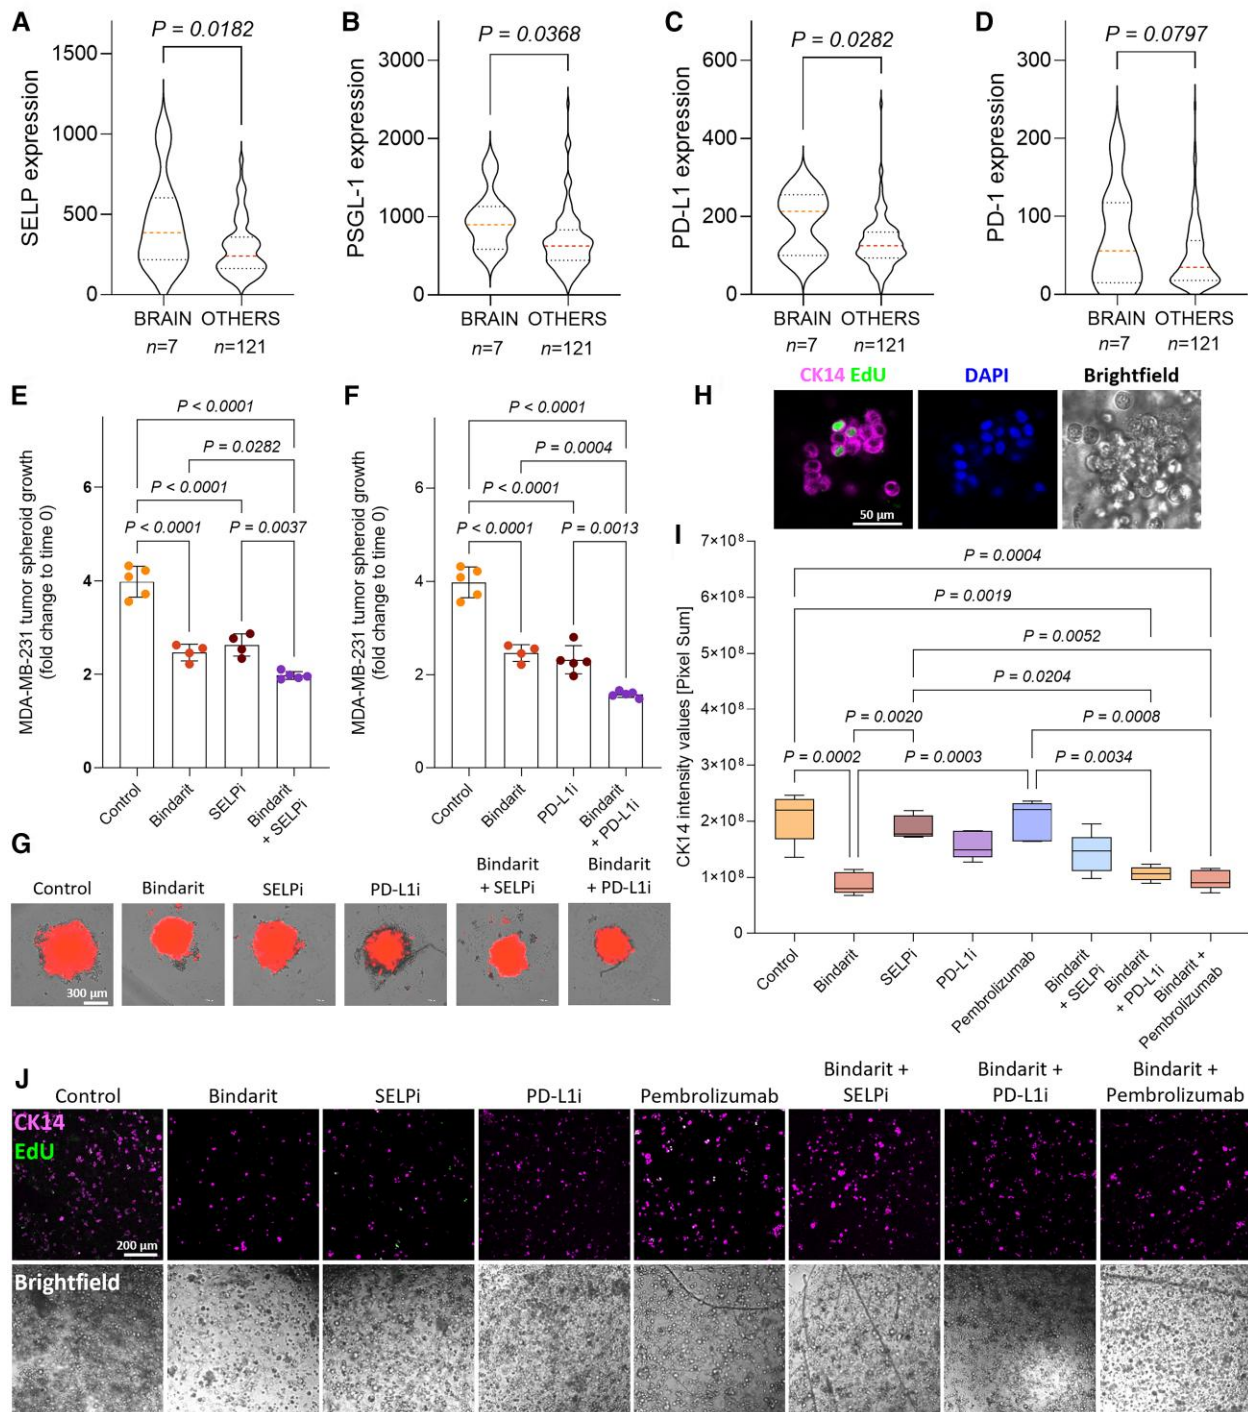 A
P = 0.0182
SELP expression
1500
1000
500
0
BRAIN OTHERS
n=7 n=121
B
P = 0.0368
PSGL-1 expression
3000
2000
1000
0
BRAIN OTHERS
n=7 n=121
C
P = 0.0282
PD-L1 expression
600
400
200
0
BRAIN OTHERS
n=7 n=121
D
P = 0.0797
PD-1 expression
300
200
100
0
BRAIN OTHERS
n=7 n=121
E
MDA-MB-231 tumor spheroid growth
(fold change to time 0)
P < 0.0001
P = 0.0282
P < 0.0001
P < 0.0001 P = 0.0037
6
4
2
0
Control
Bindarit
SELPi
Bindarit
+ SELPi
F
MDA-MB-231 tumor spheroid growth
(fold change to time 0)
P < 0.0001
P = 0.0004
P < 0.0001
P < 0.0001 P = 0.0013
6
4
2
0
Control
Bindarit
PD-L1i
Bindarit
+ PD-L1i
G
Control
Bindarit
SELPi
PD-L1i
Bindarit
+ SELPi
Bindarit
+ PD-L1i
300 µm
H
CK14 EdU
DAPI
Brightfield
50 µm
I
CK14 intensity values [Pixel Sum]
7×10⁸
6×10⁸
5×10⁸
4×10⁸
3×10⁸
2×10⁸
1×10⁸
0
P = 0.0004
P = 0.0019
P = 0.0052
P = 0.0204
P = 0.0020 P = 0.0008
P = 0.0002 P = 0.0003 P = 0.0034
Control
Bindarit
SELPi
PD-L1i
Pembrolizumab
Bindarit
+ SELPi
Bindarit
+ PD-L1i
Bindarit +
Pembrolizumab
J
Control
Bindarit
SELPi
PD-L1i
Pembrolizumab
Bindarit +
SELPi
Bindarit +
PD-L1i
Bindarit +
Pembrolizumab
CK14
EdU
200 µm
Brightfield